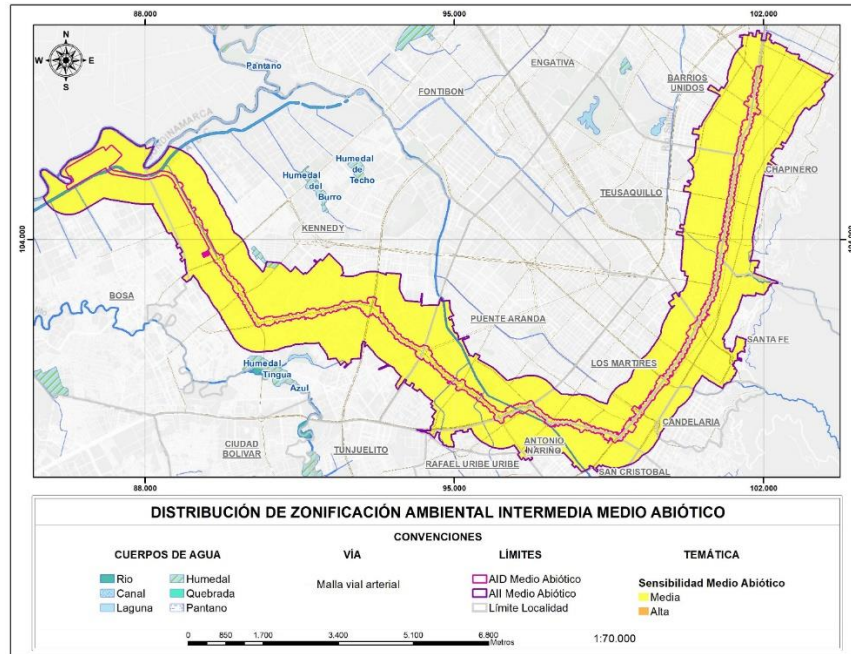 88.000
95.000
102.000
N
W
E
S
Pantano
ENGATIVA
FONTIBON
BARRIOS
UNIDOS
DINAMARCA
Humedal
de
Techo
Humedal
del
Burro
CHAPINERO
TEUSAQUILLO
KENNEDY
104.000
104.000
BOSA
PUENTE ARANDA
SANTA FE
LOS MARTIRES
Humedal
Tingua
Azul
CANDELARIA
CIUDAD
BOLIVAR
TUNJUELITO
ANTONIO
NARIÑO
RAFAEL URIBE URIBE
SAN CRISTOBAL
88.000
95.000
102.000
DISTRIBUCIÓN DE ZONIFICACIÓN AMBIENTAL INTERMEDIA MEDIO ABIÓTICO
CONVENCIONES
CUERPOS DE AGUA
VÍA
LÍMITES
TEMÁTICA
Rio
Humedal
Canal
Quebrada
Laguna
Pantano
Malla vial arterial
AID Medio Abiótico
AII Medio Abiótico
Límite Localidad
Sensibilidad Medio Abiótico
Media
Alta
0 850 1.700 3.400 5.100 6.800
Metros
1:70.000